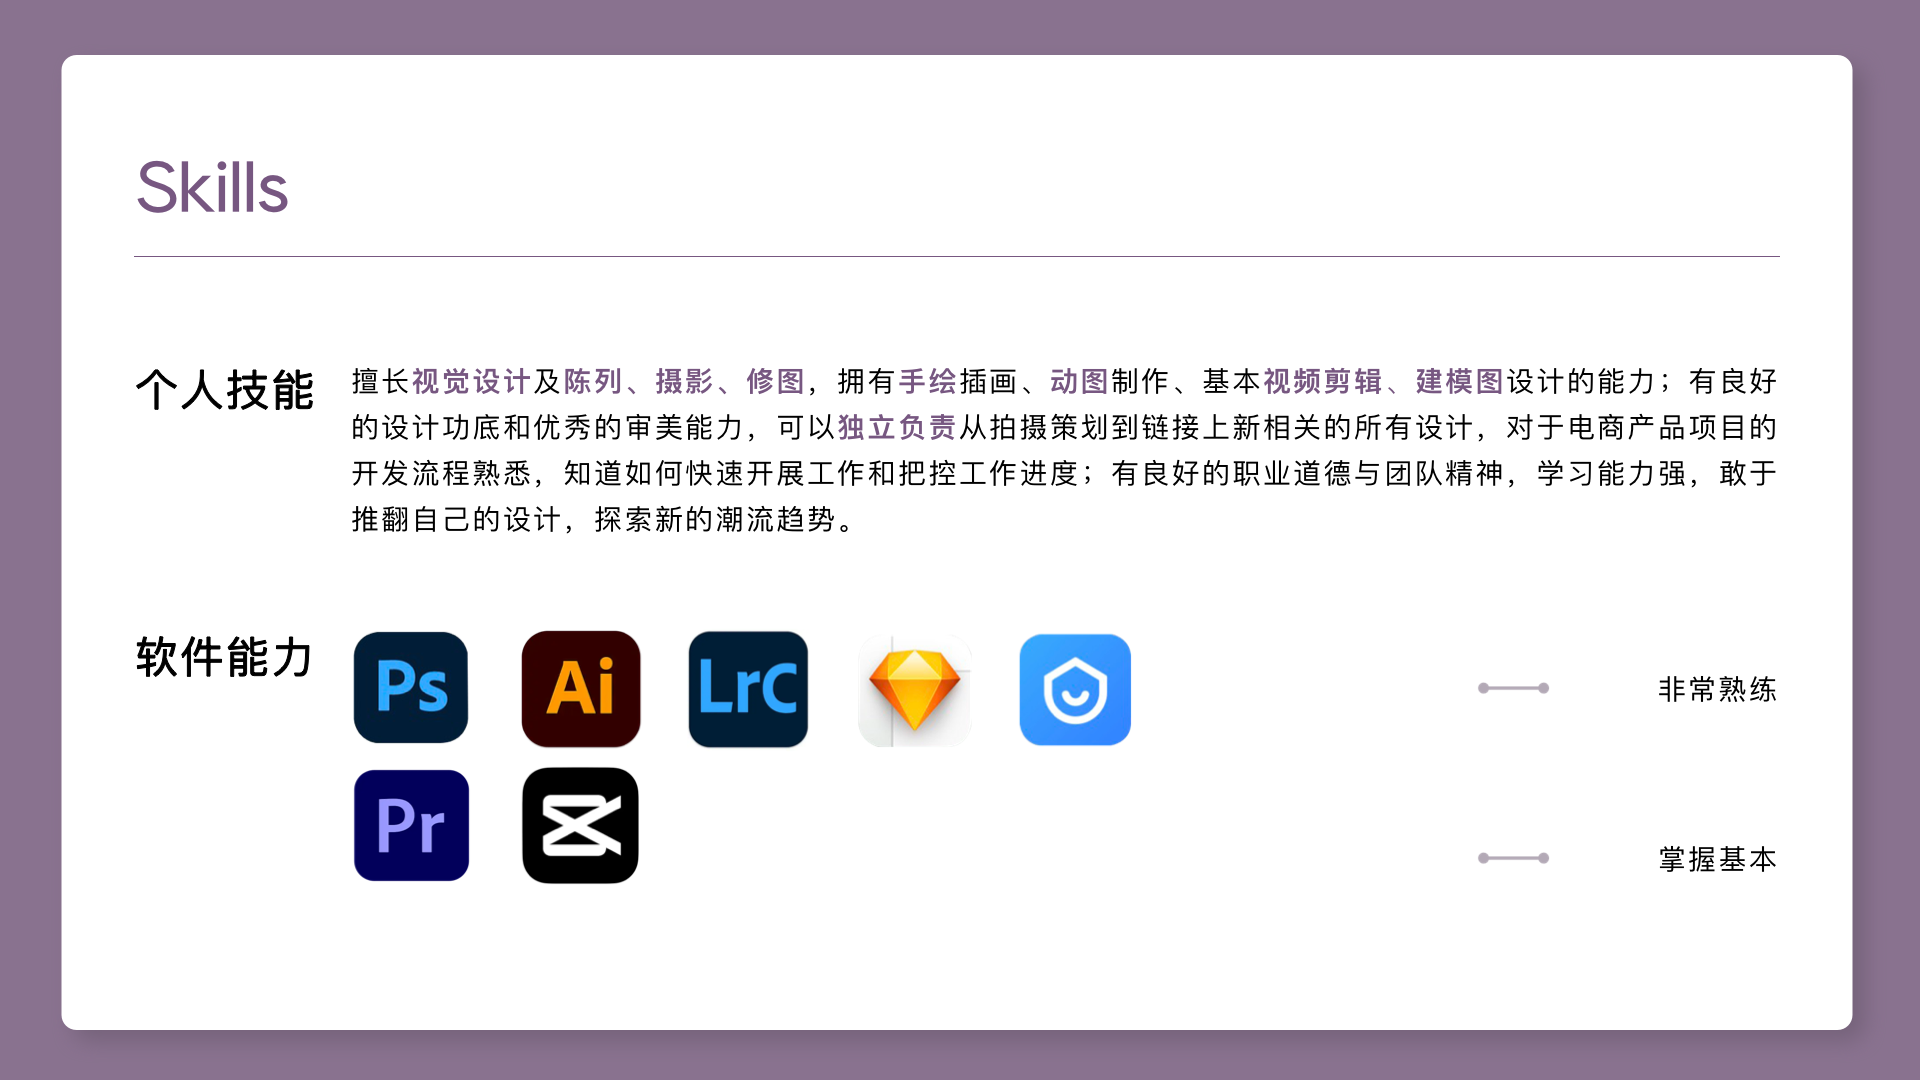 Skills
个人技能
擅长视觉设计及陈列、摄影、修图，拥有手绘插画、动图制作、基本视频剪辑、建模图设计的能力；有良好
的设计功底和优秀的审美能力，可以独立负责从拍摄策划到链接上新相关的所有设计，对于电商产品项目的
开发流程熟悉，知道如何快速开展工作和把控工作进度；有良好的职业道德与团队精神，学习能力强，敢于
推翻自己的设计，探索新的潮流趋势。
软件能力
Ps Ai LrC
非常熟练
Pr
掌握基本